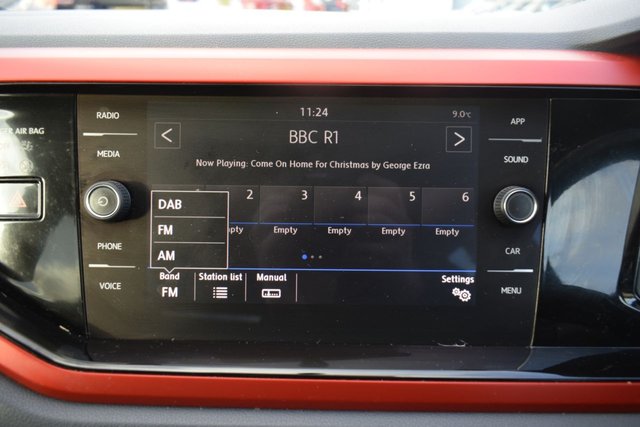 RADIO
MEDIA
PHONE
VOICE
AIR BAG
11:24
9.0°C
BBC R1
Now Playing: Come On Home For Christmas by George Ezra
2 3 4 5 6
Empty Empty Empty Empty
DAB
FM
AM
Band
FM
Station list
Manual
Settings
APP
SOUND
CAR
MENU